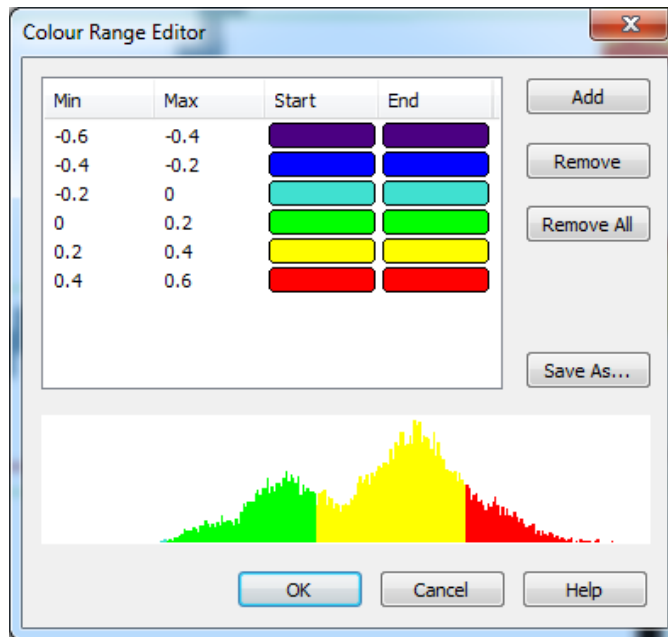 Colour Range Editor
Min Max Start End
-0.6 -0.4
-0.4 -0.2
-0.2 0
0 0.2
0.2 0.4
0.4 0.6
Add
Remove
Remove All
Save As...
OK Cancel Help